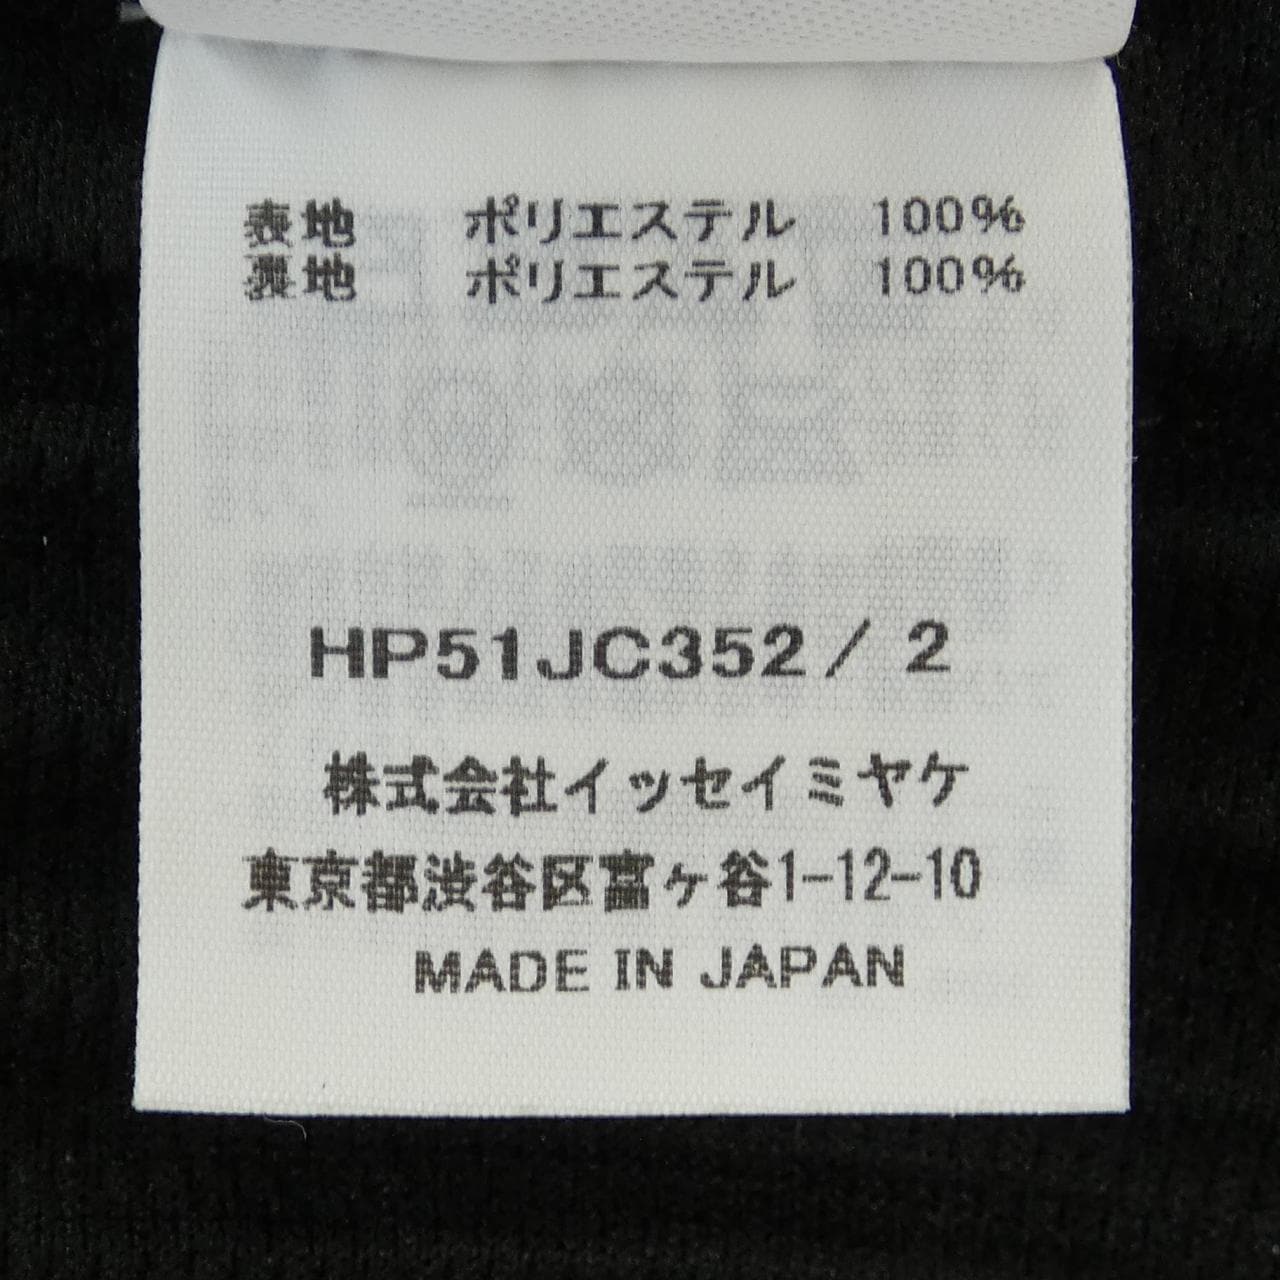 表地 ポリエステル 100%
裏地 ポリエステル 100%
HP51JC352/2
株式会社イッセイミヤケ
東京都渋谷区富ヶ谷1-12-10
MADE IN JAPAN